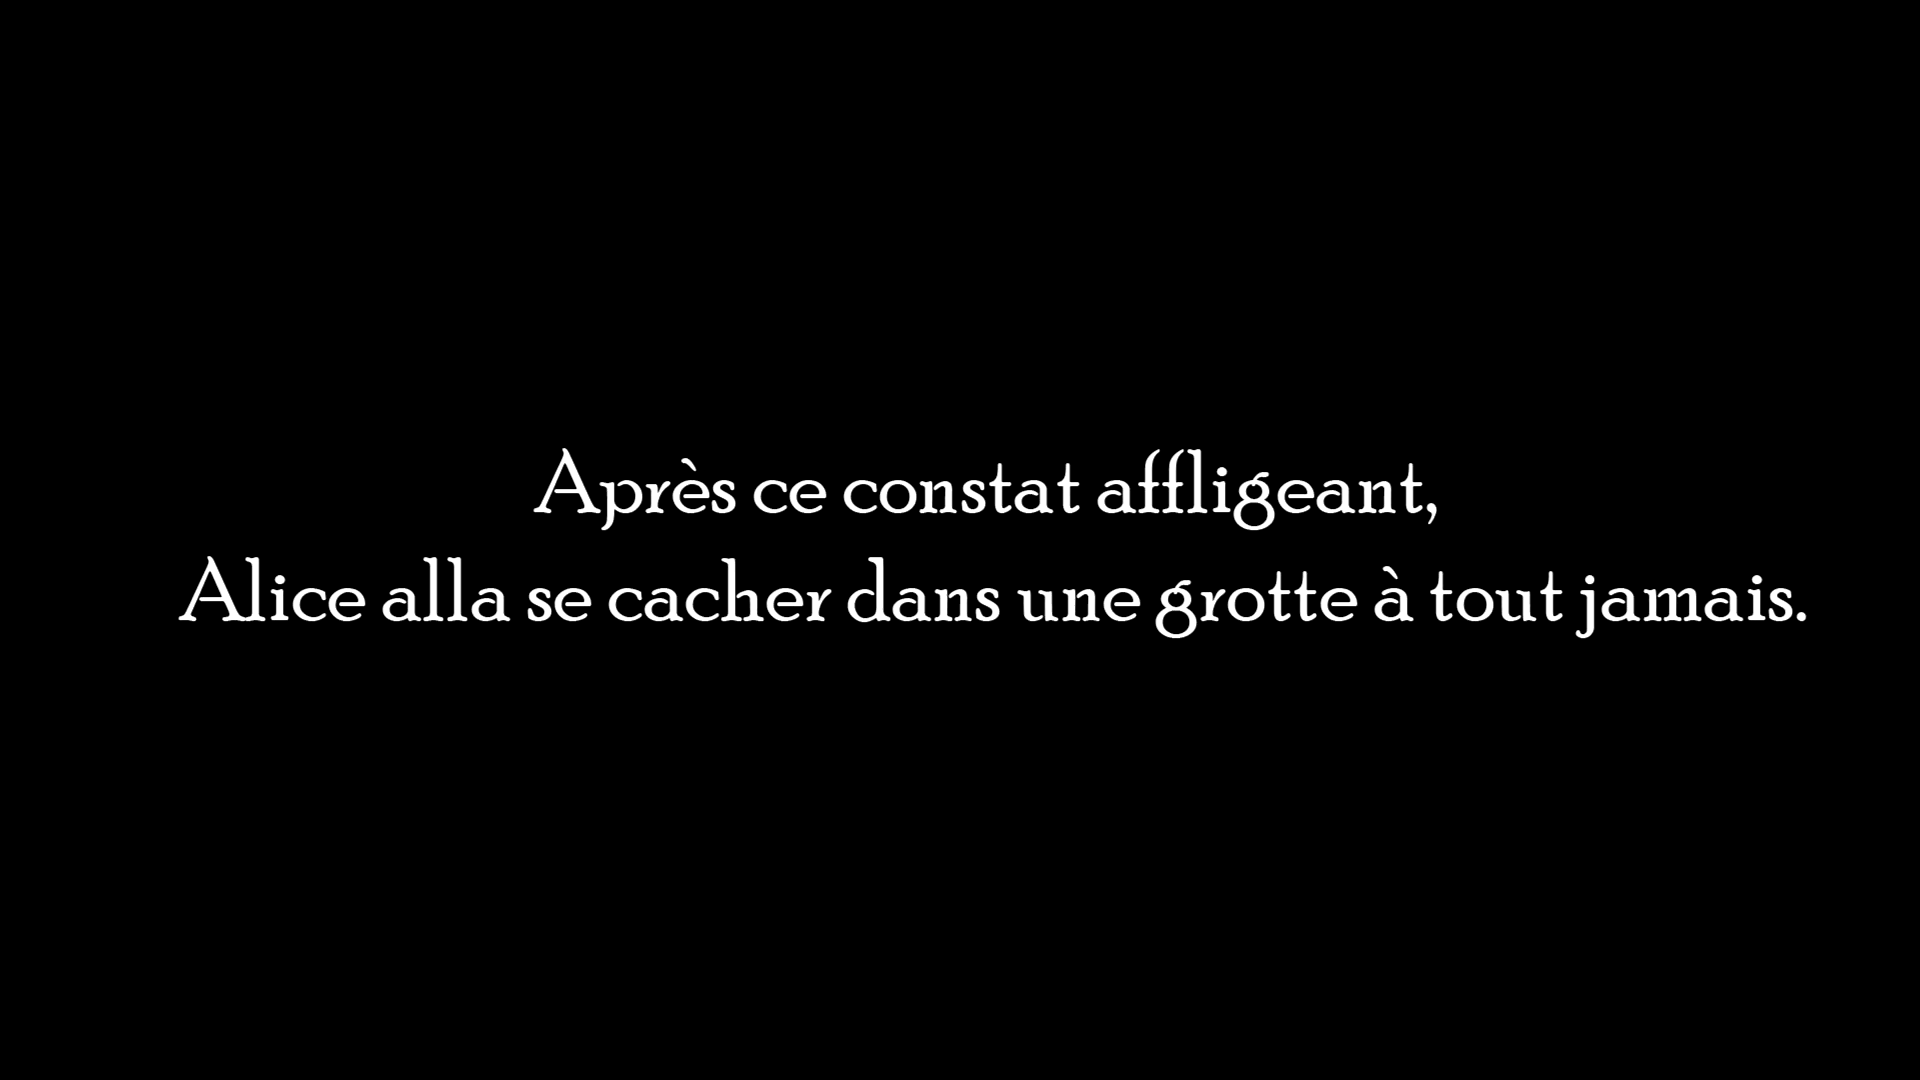 Après ce constat affligeant,
Alice alla se cacher dans une grotte à tout jamais.